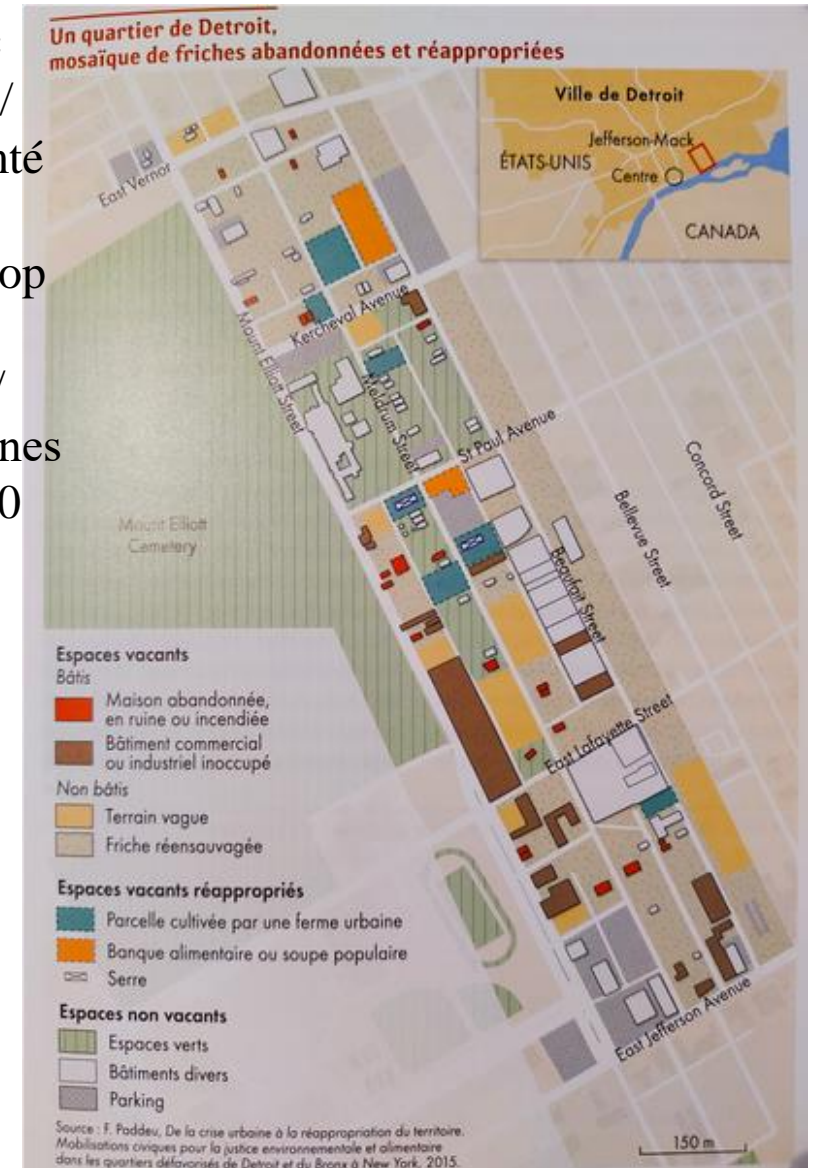 /
nté
op
/
nes
0
Un quartier de Detroit,
mosaïque de friches abandonnées et réappropriées
Ville de Detroit
Jefferson-Mack
ÉTATS-UNIS
Centre
CANADA
East Vernor
Kercheval Avenue
Mount Elliott Street
Meldrum Street
St Paul Avenue
Concord Street
Bellevue Street
Beaufait Street
Mount Elliott
Cemetery
East Lafayette Street
East Jefferson Avenue
Espaces vacants
Bâtis
Maison abandonnée,
en ruine ou incendiée
Bâtiment commercial
ou industriel inoccupé
Non bâtis
Terrain vague
Friche réensauvagée
Espaces vacants réappropriés
Parcelle cultivée par une ferme urbaine
Banque alimentaire ou soupe populaire
Serre
Espaces non vacants
Espaces verts
Bâtiments divers
Parking
Source : F. Paddeu, De la crise urbaine à la réappropriation du territoire.
Mobilisations civiques pour la justice environnementale et alimentaire
dans les quartiers défavorisés de Detroit et du Bronx à New York, 2015.
150 m